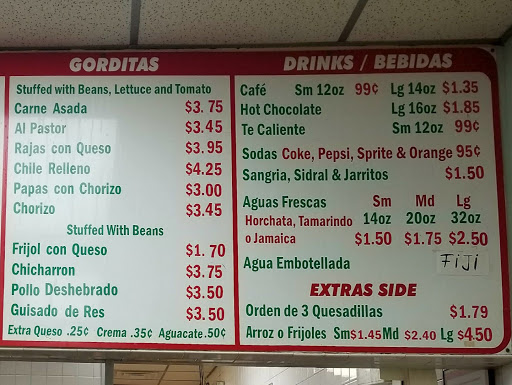 GORDITAS
Stuffed with Beans, Lettuce and Tomato
Carne Asada $3.75
Al Pastor $3.45
Rajas con Queso $3.95
Chile Relleno $4.25
Papas con Chorizo $3.00
Chorizo $3.45
Stuffed With Beans
Frijol con Queso $1.70
Chicharron $3.75
Pollo Deshebrado $3.50
Guisado de Res $3.50
Extra Queso .25¢ Crema .35¢ Aguacate .50¢
DRINKS / BEBIDAS
Café Sm 12oz 99¢ Lg 14oz $1.35
Hot Chocolate Lg 16oz $1.85
Te Caliente Sm 12oz 99¢
Sodas Coke, Pepsi, Sprite & Orange 95¢
Sangria, Sidral & Jarritos $1.50
Aguas Frescas Sm Md Lg
Horchata, Tamarindo 14oz 20oz 32oz
o Jamaica $1.50 $1.75 $2.50
Agua Embotellada FIJI
EXTRAS SIDE
Orden de 3 Quesadillas $1.79
Arroz o Frijoles Sm $1.45 Md $2.40 Lg $4.50